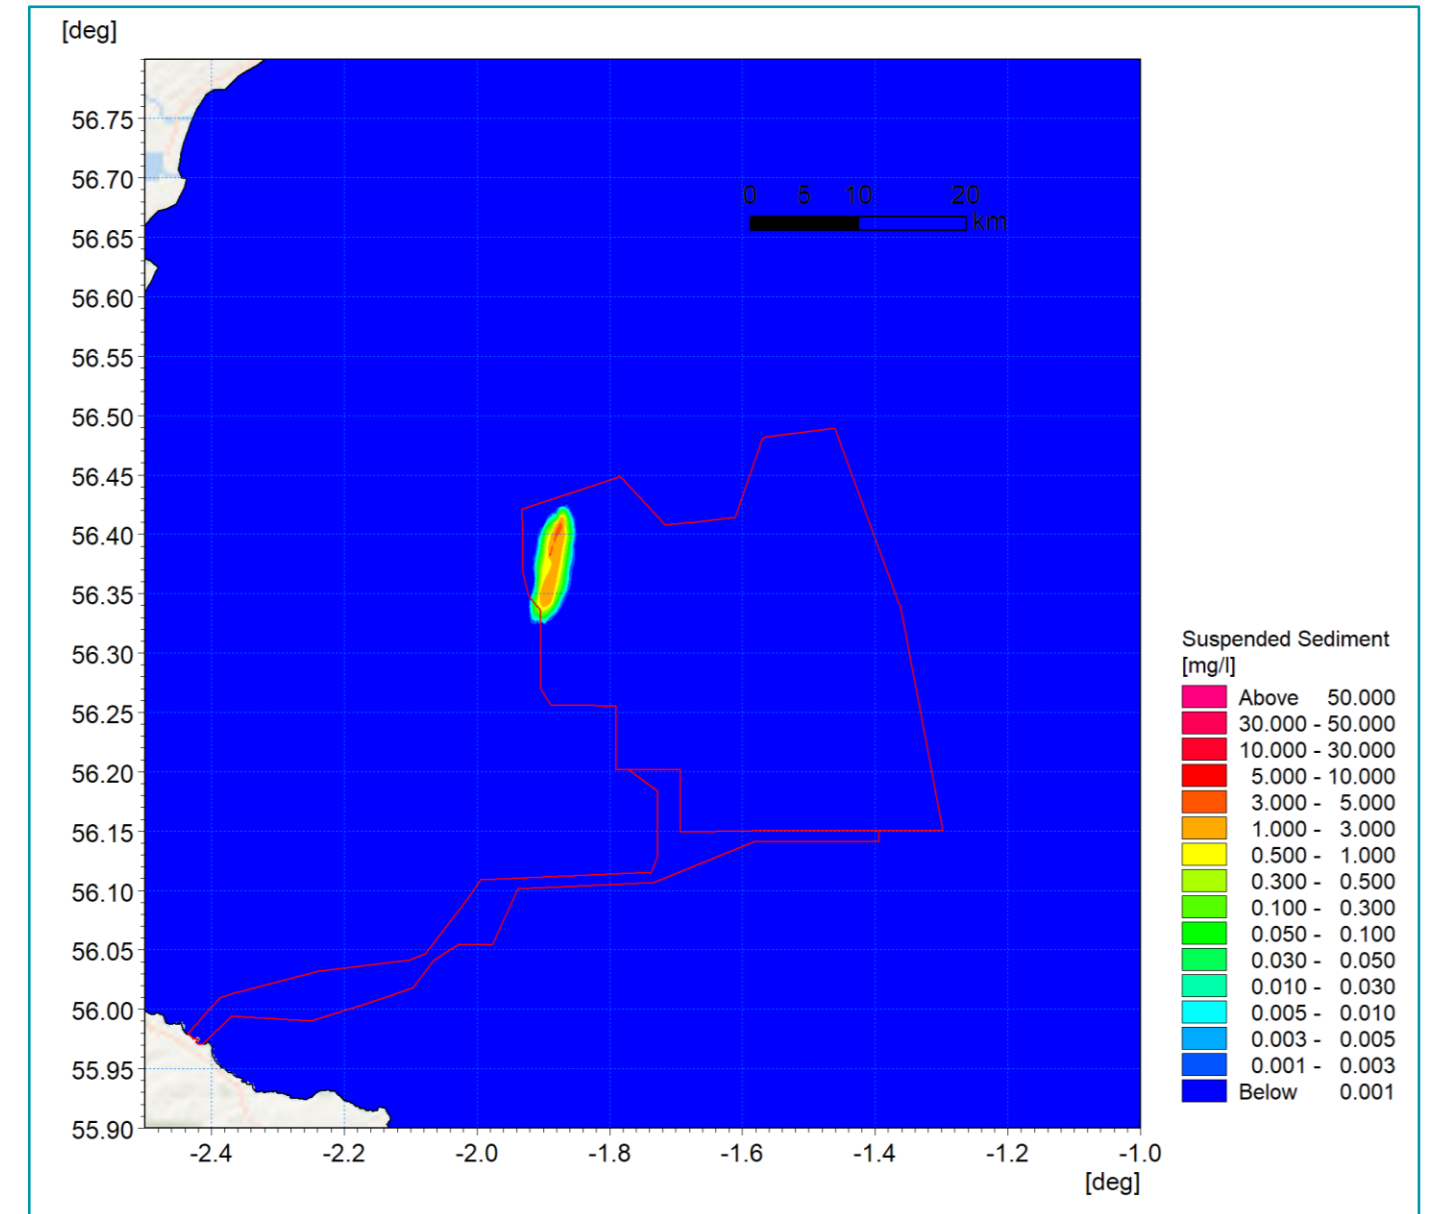 [deg]
56.75
56.70
56.65
56.60
56.55
56.50
56.45
56.40
56.35
56.30
56.25
56.20
56.15
56.10
56.05
56.00
55.95
55.90
0 5 10 20
km
-2.4 -2.2 -2.0 -1.8 -1.6 -1.4 -1.2 -1.0
[deg]
Suspended Sediment
[mg/l]
Above 50.000
30.000 - 50.000
10.000 - 30.000
5.000 - 10.000
3.000 - 5.000
1.000 - 3.000
0.500 - 1.000
0.300 - 0.500
0.100 - 0.300
0.050 - 0.100
0.030 - 0.050
0.010 - 0.030
0.005 - 0.010
0.003 - 0.005
0.001 - 0.003
Below 0.001